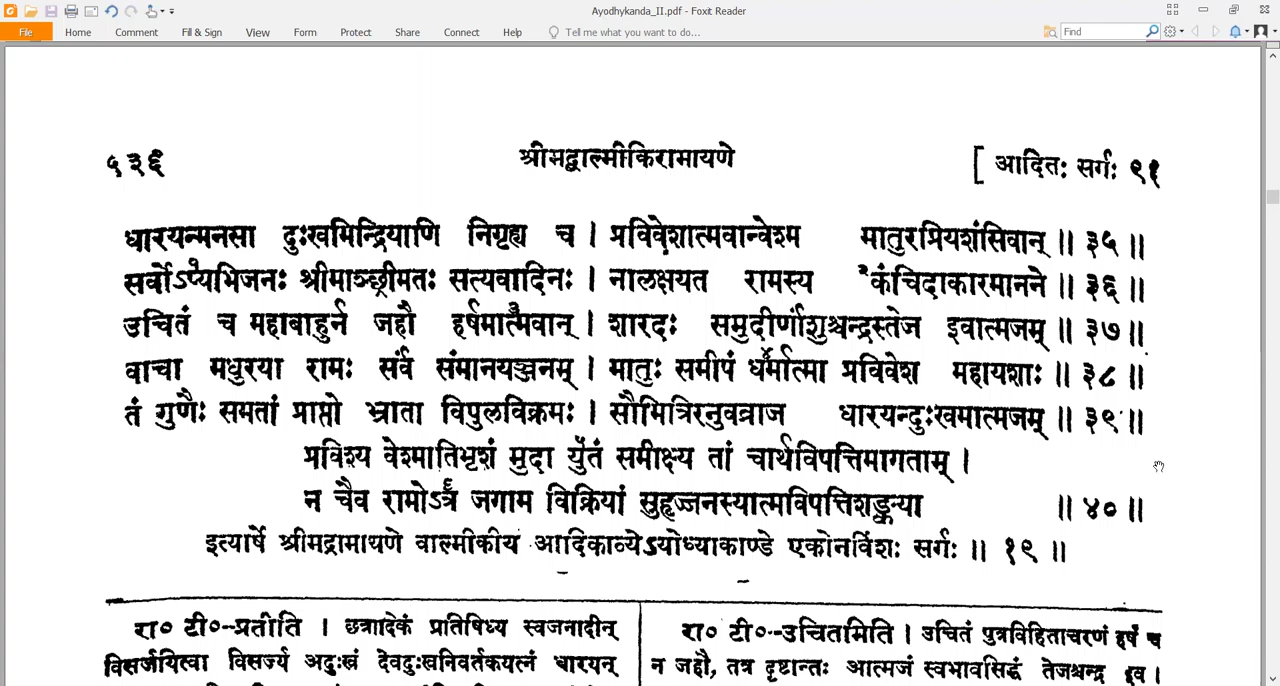 Ayodhykanda_II.pdf - Foxit Reader
File Home Comment Fill & Sign View Form Protect Share Connect Help Tell me what you want to do... Find
५३६ श्रीमद्वाल्मीकिरामायणे [ आदितः सर्गः ९१
धारयन्मनसा दुःखमिन्द्रियाणि निगृह्य च । प्रविवेशात्मवान्वेश्म मातुरप्रियशंसिवान् ॥ ३५ ॥
सर्वोऽप्यभिजनः श्रीमाञ्छ्रीमतः सत्यवादिनः । नालक्षयत रामस्य कंचिदाकारमानने ॥ ३६ ॥
उचितं च महाबाहुर्न जहौ हर्षमात्मवान् । शारदः समुदीर्णांशुश्चन्द्रस्तेज इवात्मजम् ॥ ३७ ॥
वाचा मधुरया रामः सर्वं संमानयञ्जनम् । मातुः समीपं धर्मात्मा प्रविवेश महायशाः ॥ ३८ ॥
तं गुणैः समतां प्राप्तो भ्राता विपुलविक्रमः । सौमित्रिरनुवव्राज धारयन्दुःखमात्मजम् ॥ ३९ ॥
प्रविश्य वेश्मातिभृशं मुदा युतं समीक्ष्य तां चार्थविपत्तिमागताम् ।
न चैव रामोऽत्र जगाम विक्रियां सुहृज्जनस्यात्मविपत्तिशङ्कया ॥ ४० ॥
इत्यार्षे श्रीमद्रामायणे वाल्मीकीय आदिकाव्येऽयोध्याकाण्डे एकोनविंशः सर्गः ॥ १९ ॥
रा० टी०--प्रतीति । छत्रादेकं प्रतिषिध्य स्वजनादीन्
विसर्जयित्वा विसर्ज्य अदुःखं देवदुःखनिवर्तकयत्नं धारयन्
रा० टी०--उचितमिति । उचितं पुत्रविहिताचरणं हर्षं च
न जहौ, तत्र दृष्टान्तः आत्मजं स्वभावसिद्धं तेजश्चन्द्र इव ।